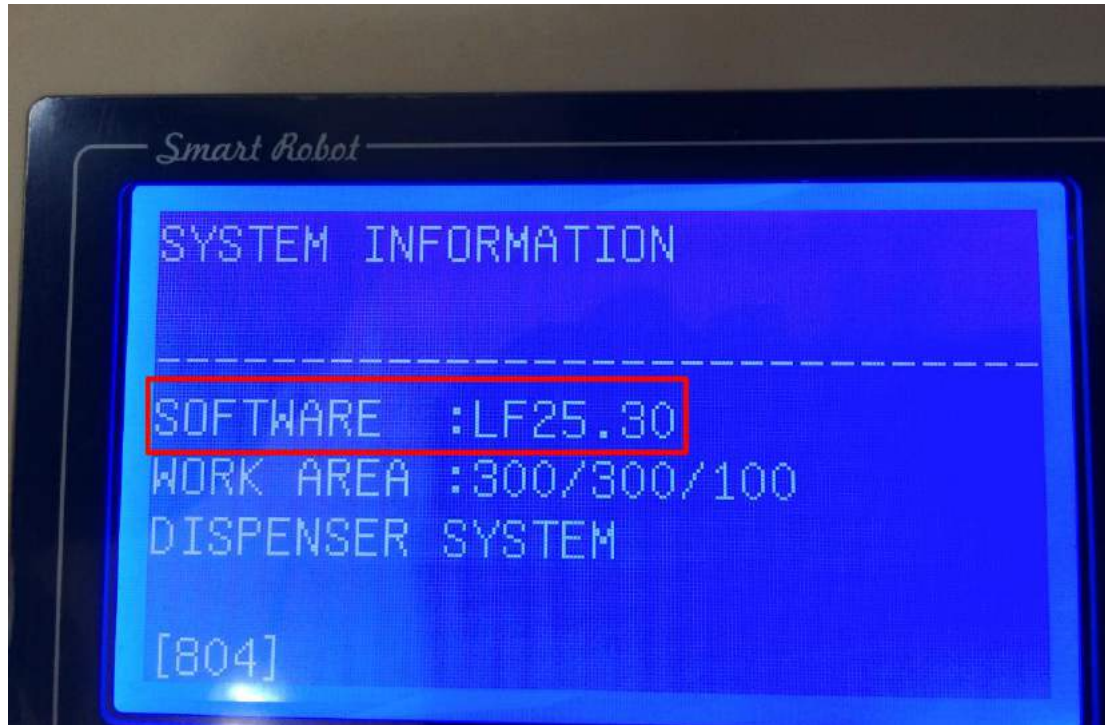 Smart Robot
SYSTEM INFORMATION
--------------------------------
SOFTWARE :LF25.30
WORK AREA :300/300/100
DISPENSER SYSTEM
[804]